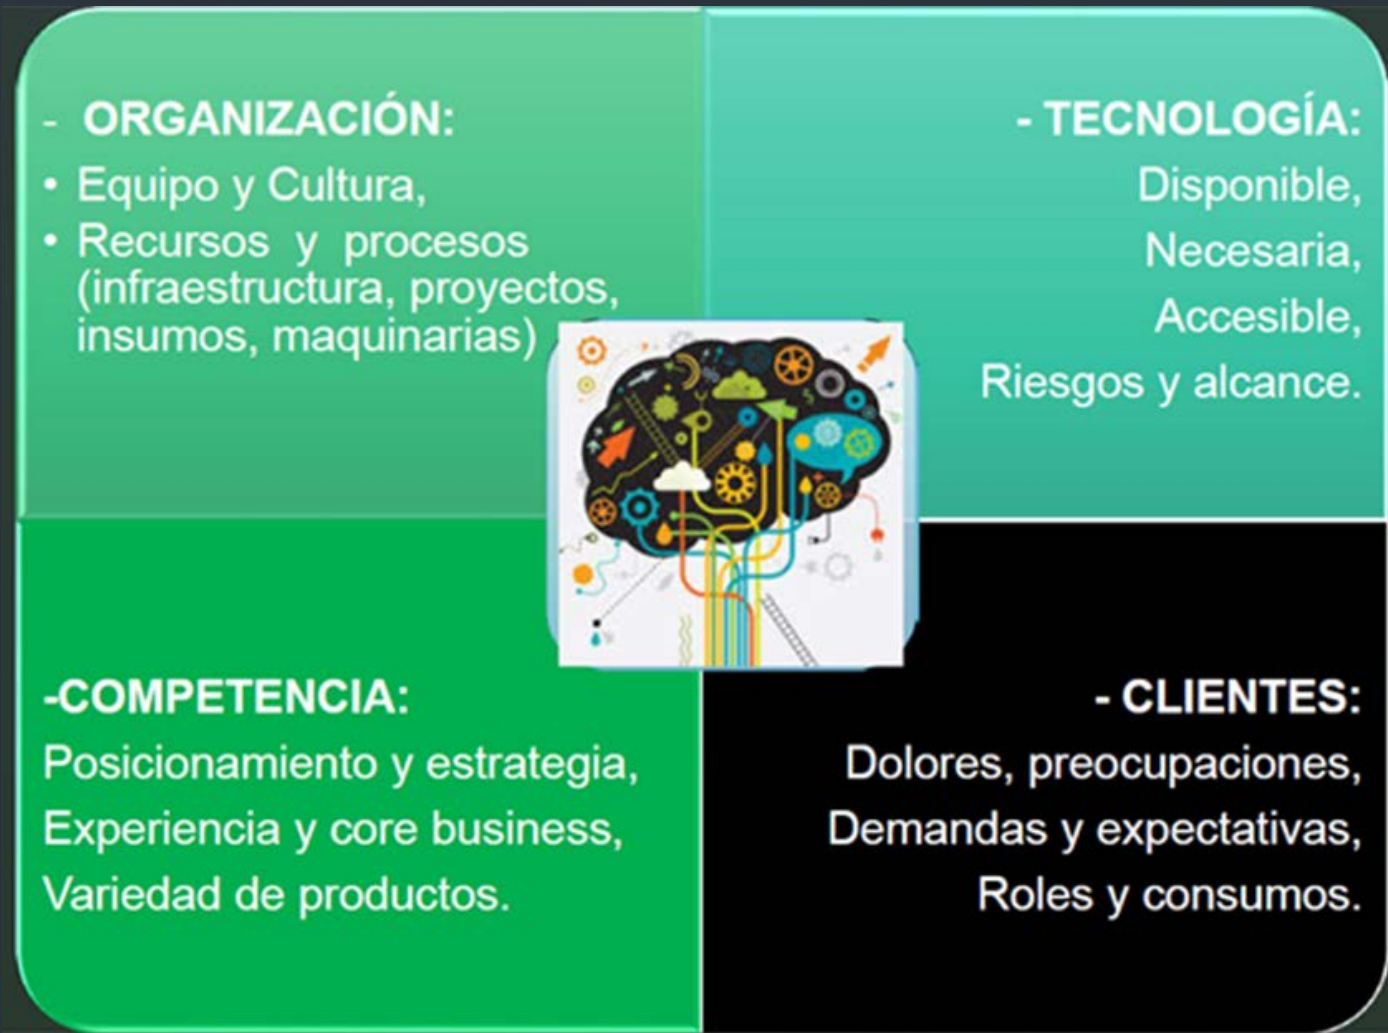 - ORGANIZACIÓN:
• Equipo y Cultura,
• Recursos y procesos
(infraestructura, proyectos,
insumos, maquinarias)
- TECNOLOGÍA:
Disponible,
Necesaria,
Accesible,
Riesgos y alcance.
-COMPETENCIA:
Posicionamiento y estrategia,
Experiencia y core business,
Variedad de productos.
- CLIENTES:
Dolores, preocupaciones,
Demandas y expectativas,
Roles y consumos.